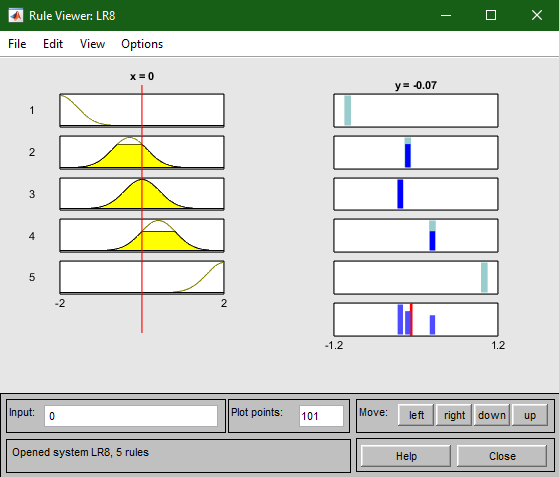 Rule Viewer: LR8
File Edit View Options
x = 0 y = -0.07
1
2
3
4
5
-2 2
-1.2 1.2
Input: 0 Plot points: 101 Move: left right down up
Opened system LR8, 5 rules Help Close